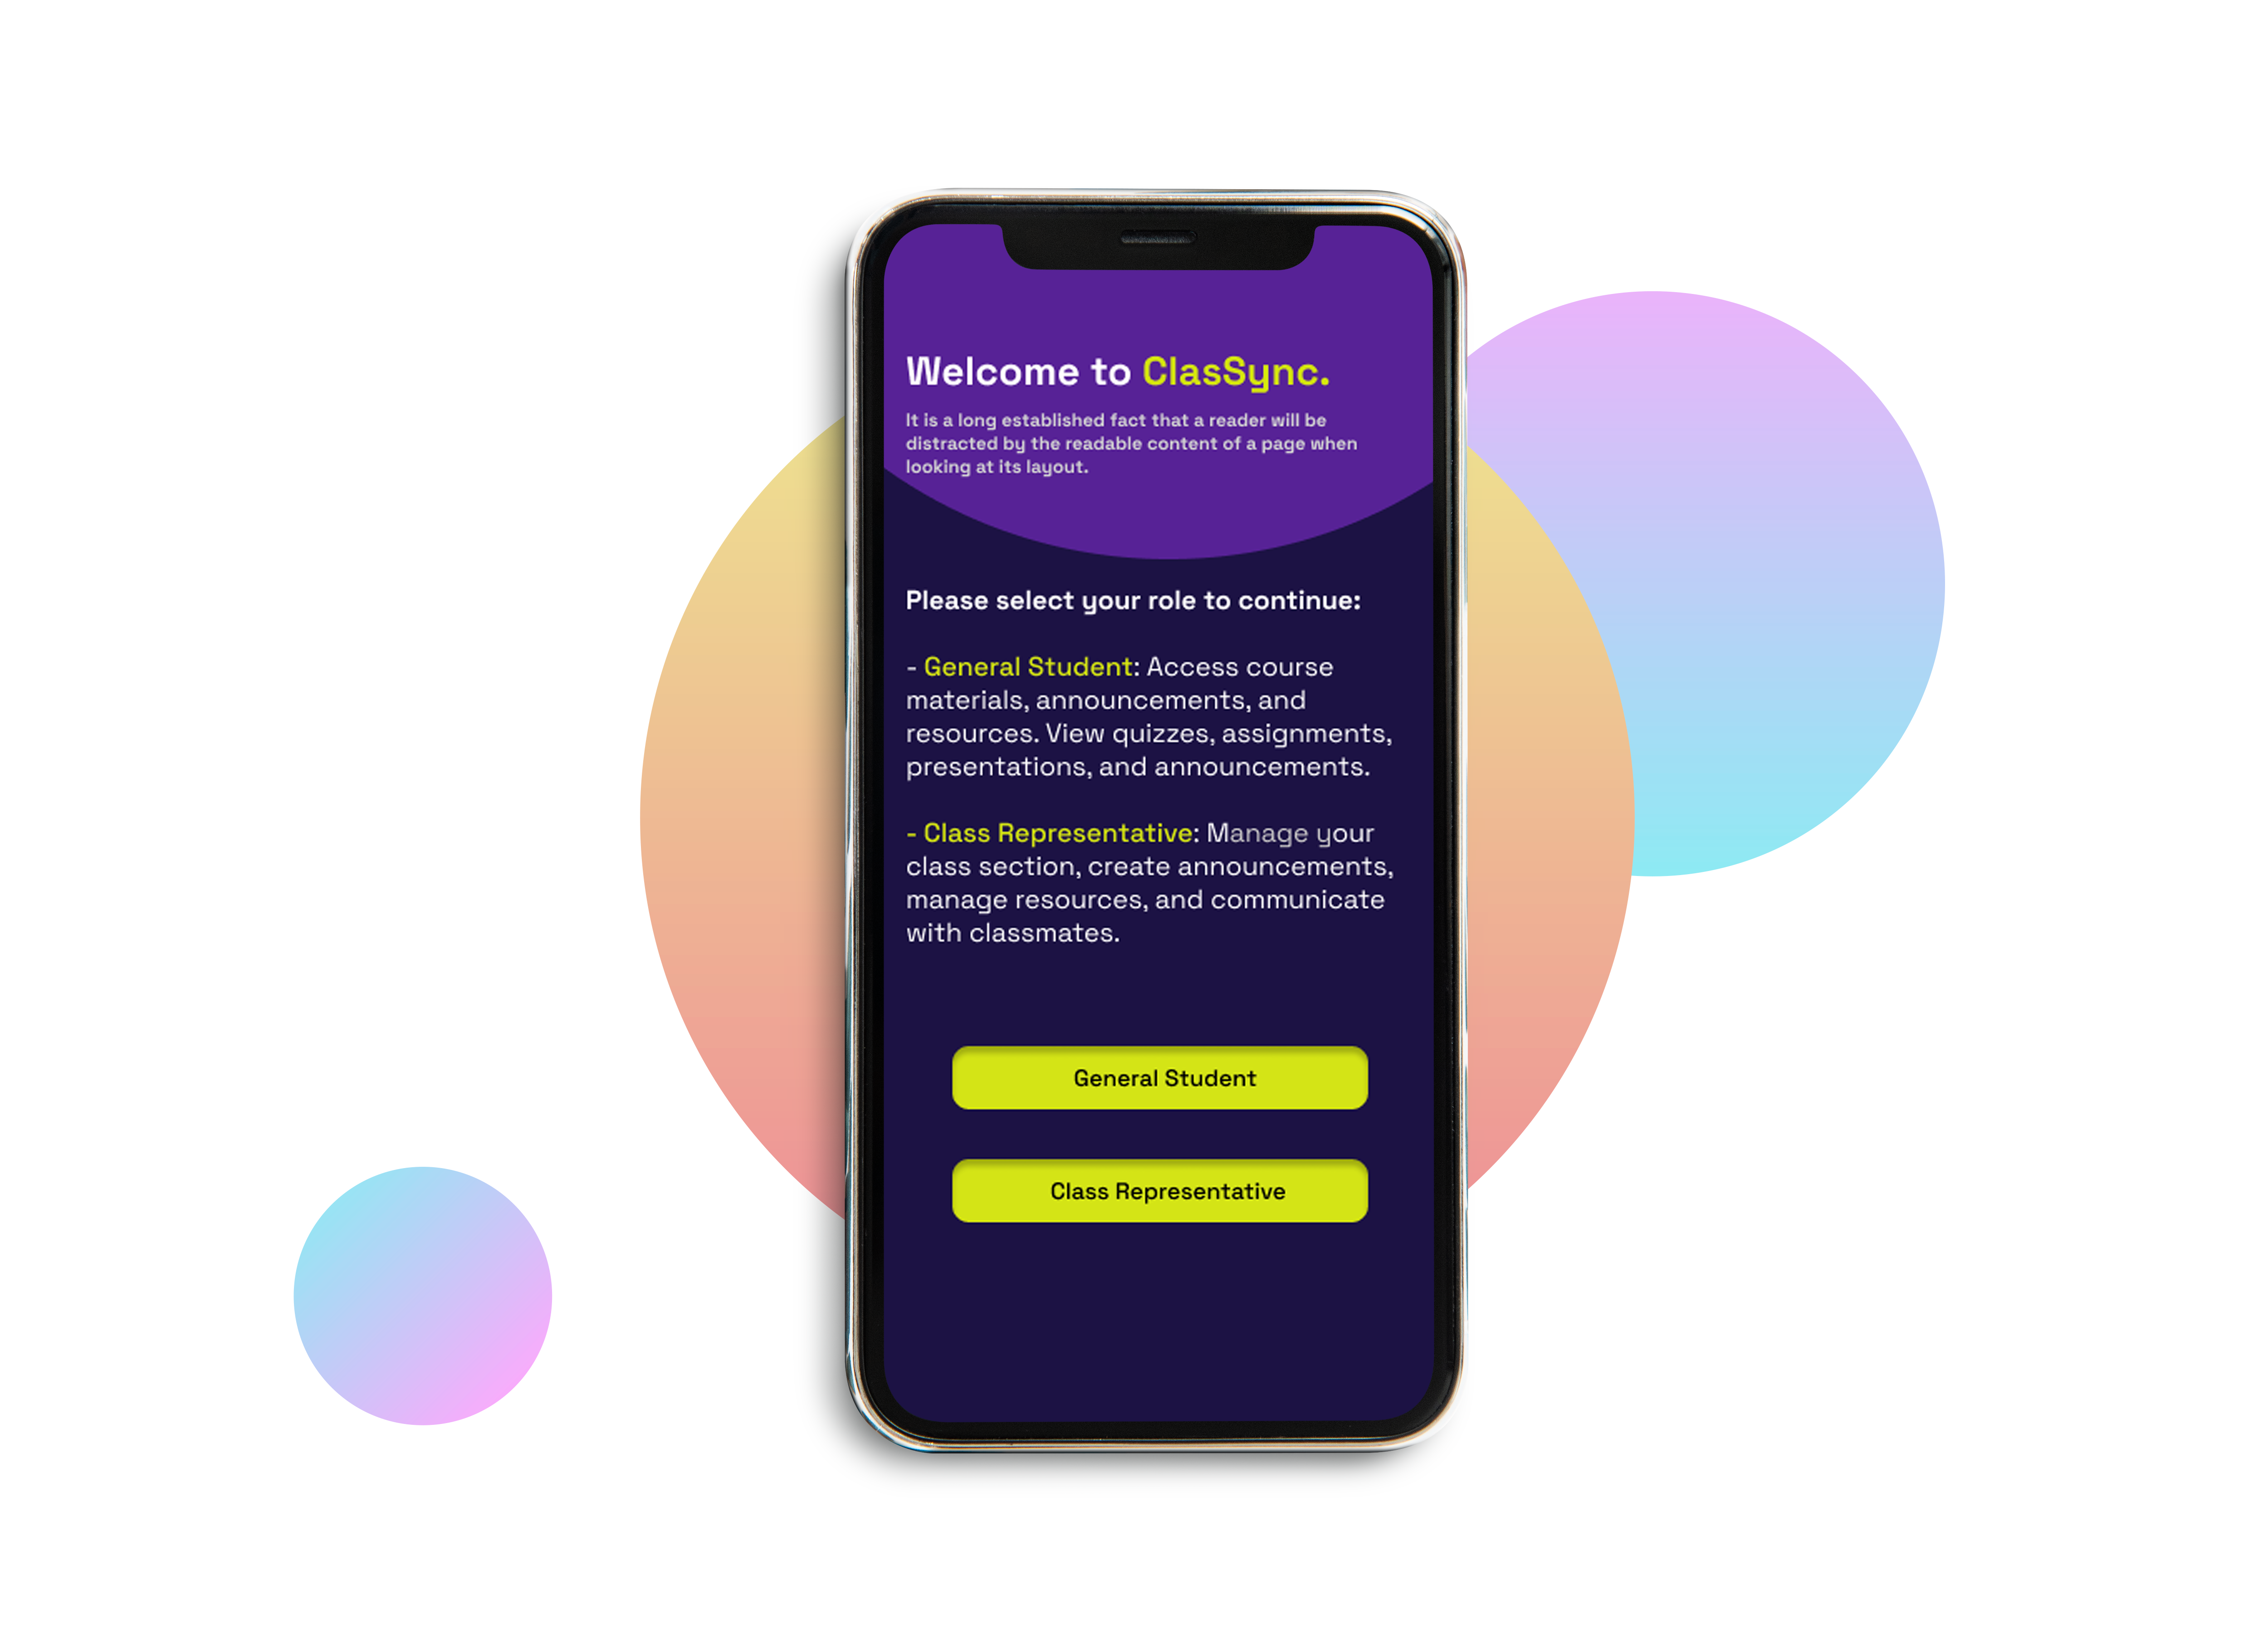 Welcome to ClasSync.
It is a long established fact that a reader will be
distracted by the readable content of a page when
looking at its layout.
Please select your role to continue:
- General Student: Access course
materials, announcements, and
resources. View quizzes, assignments,
presentations, and announcements.
- Class Representative: Manage your
class section, create announcements,
manage resources, and communicate
with classmates.
General Student
Class Representative